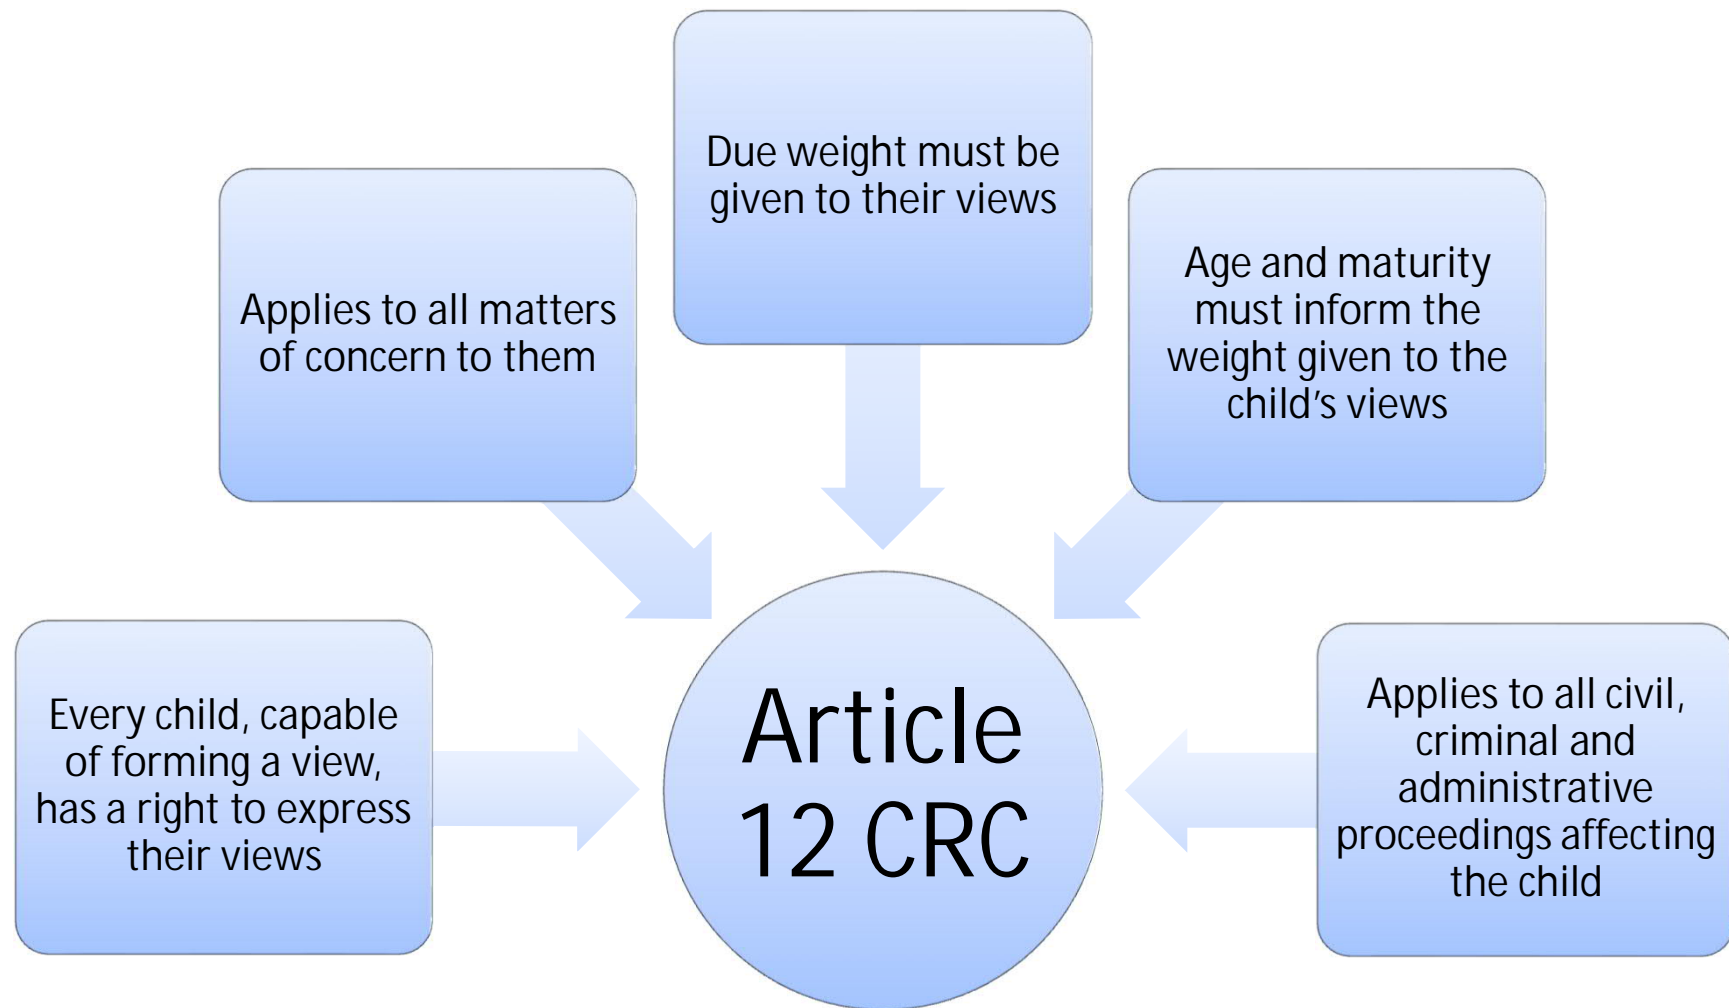 Every child, capable
of forming a view,
has a right to express
their views
Applies to all matters
of concern to them
Due weight must be
given to their views
Age and maturity
must inform the
weight given to the
child’s views
Applies to all civil,
criminal and
administrative
proceedings affecting
the child
Article
12 CRC